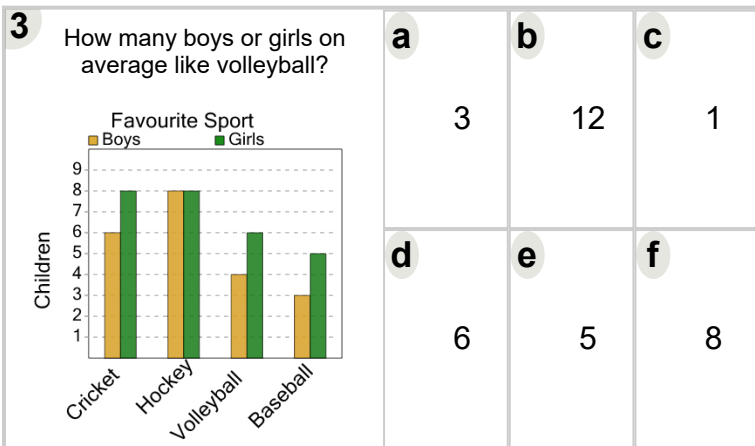 3
How many boys or girls on
average like volleyball?
Favourite Sport
Boys Girls
Children
9
8
7
6
5
4
3
2
1
Cricket
Hockey
Volleyball
Baseball
a
3
b
12
c
1
d
6
e
5
f
8